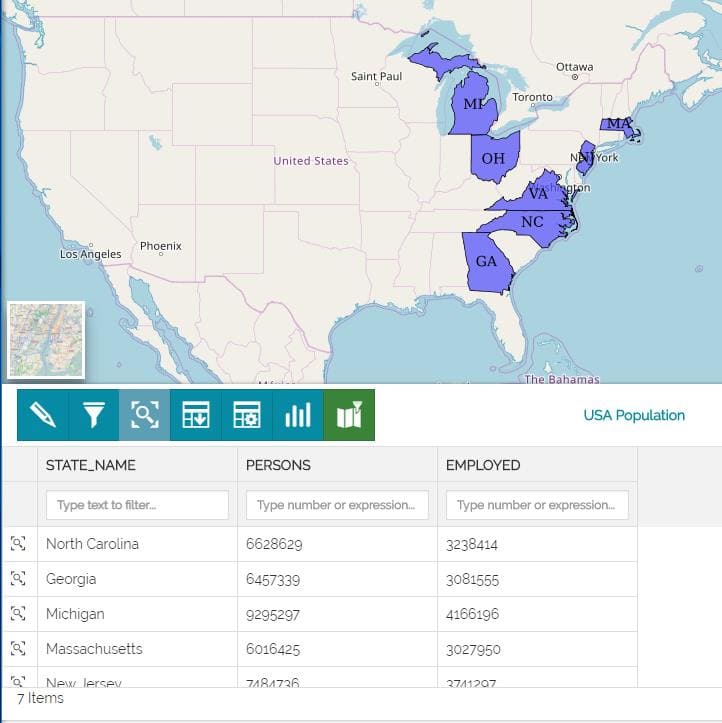 Ottawa
Saint Paul
Toronto
MI
MA
OH
NJ
New York
United States
Washington
VA
NC
Los Angeles
Phoenix
GA
México
The Bahamas
USA Population
STATE_NAME PERSONS EMPLOYED
Type text to filter... Type number or expression... Type number or expression...
North Carolina 6628629 3238414
Georgia 6457339 3081555
Michigan 9295297 4166196
Massachusetts 6016425 3027950
New Jersey 7484736 3741297
7 Items